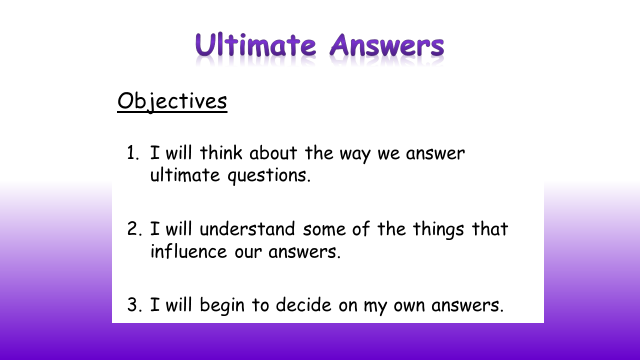 Ultimate Answers
Objectives
1. I will think about the way we answer
ultimate questions.
2. I will understand some of the things that
influence our answers.
3. I will begin to decide on my own answers.